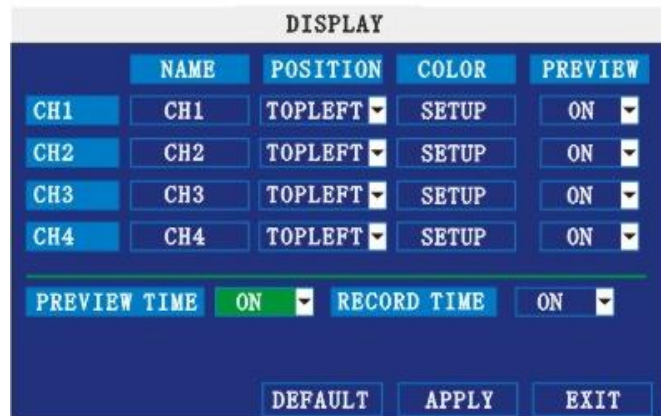 DISPLAY
NAME POSITION COLOR PREVIEW
CH1 CH1 TOPLEFT SETUP ON
CH2 CH2 TOPLEFT SETUP ON
CH3 CH3 TOPLEFT SETUP ON
CH4 CH4 TOPLEFT SETUP ON
PREVIEW TIME ON RECORD TIME ON
DEFAULT APPLY EXIT